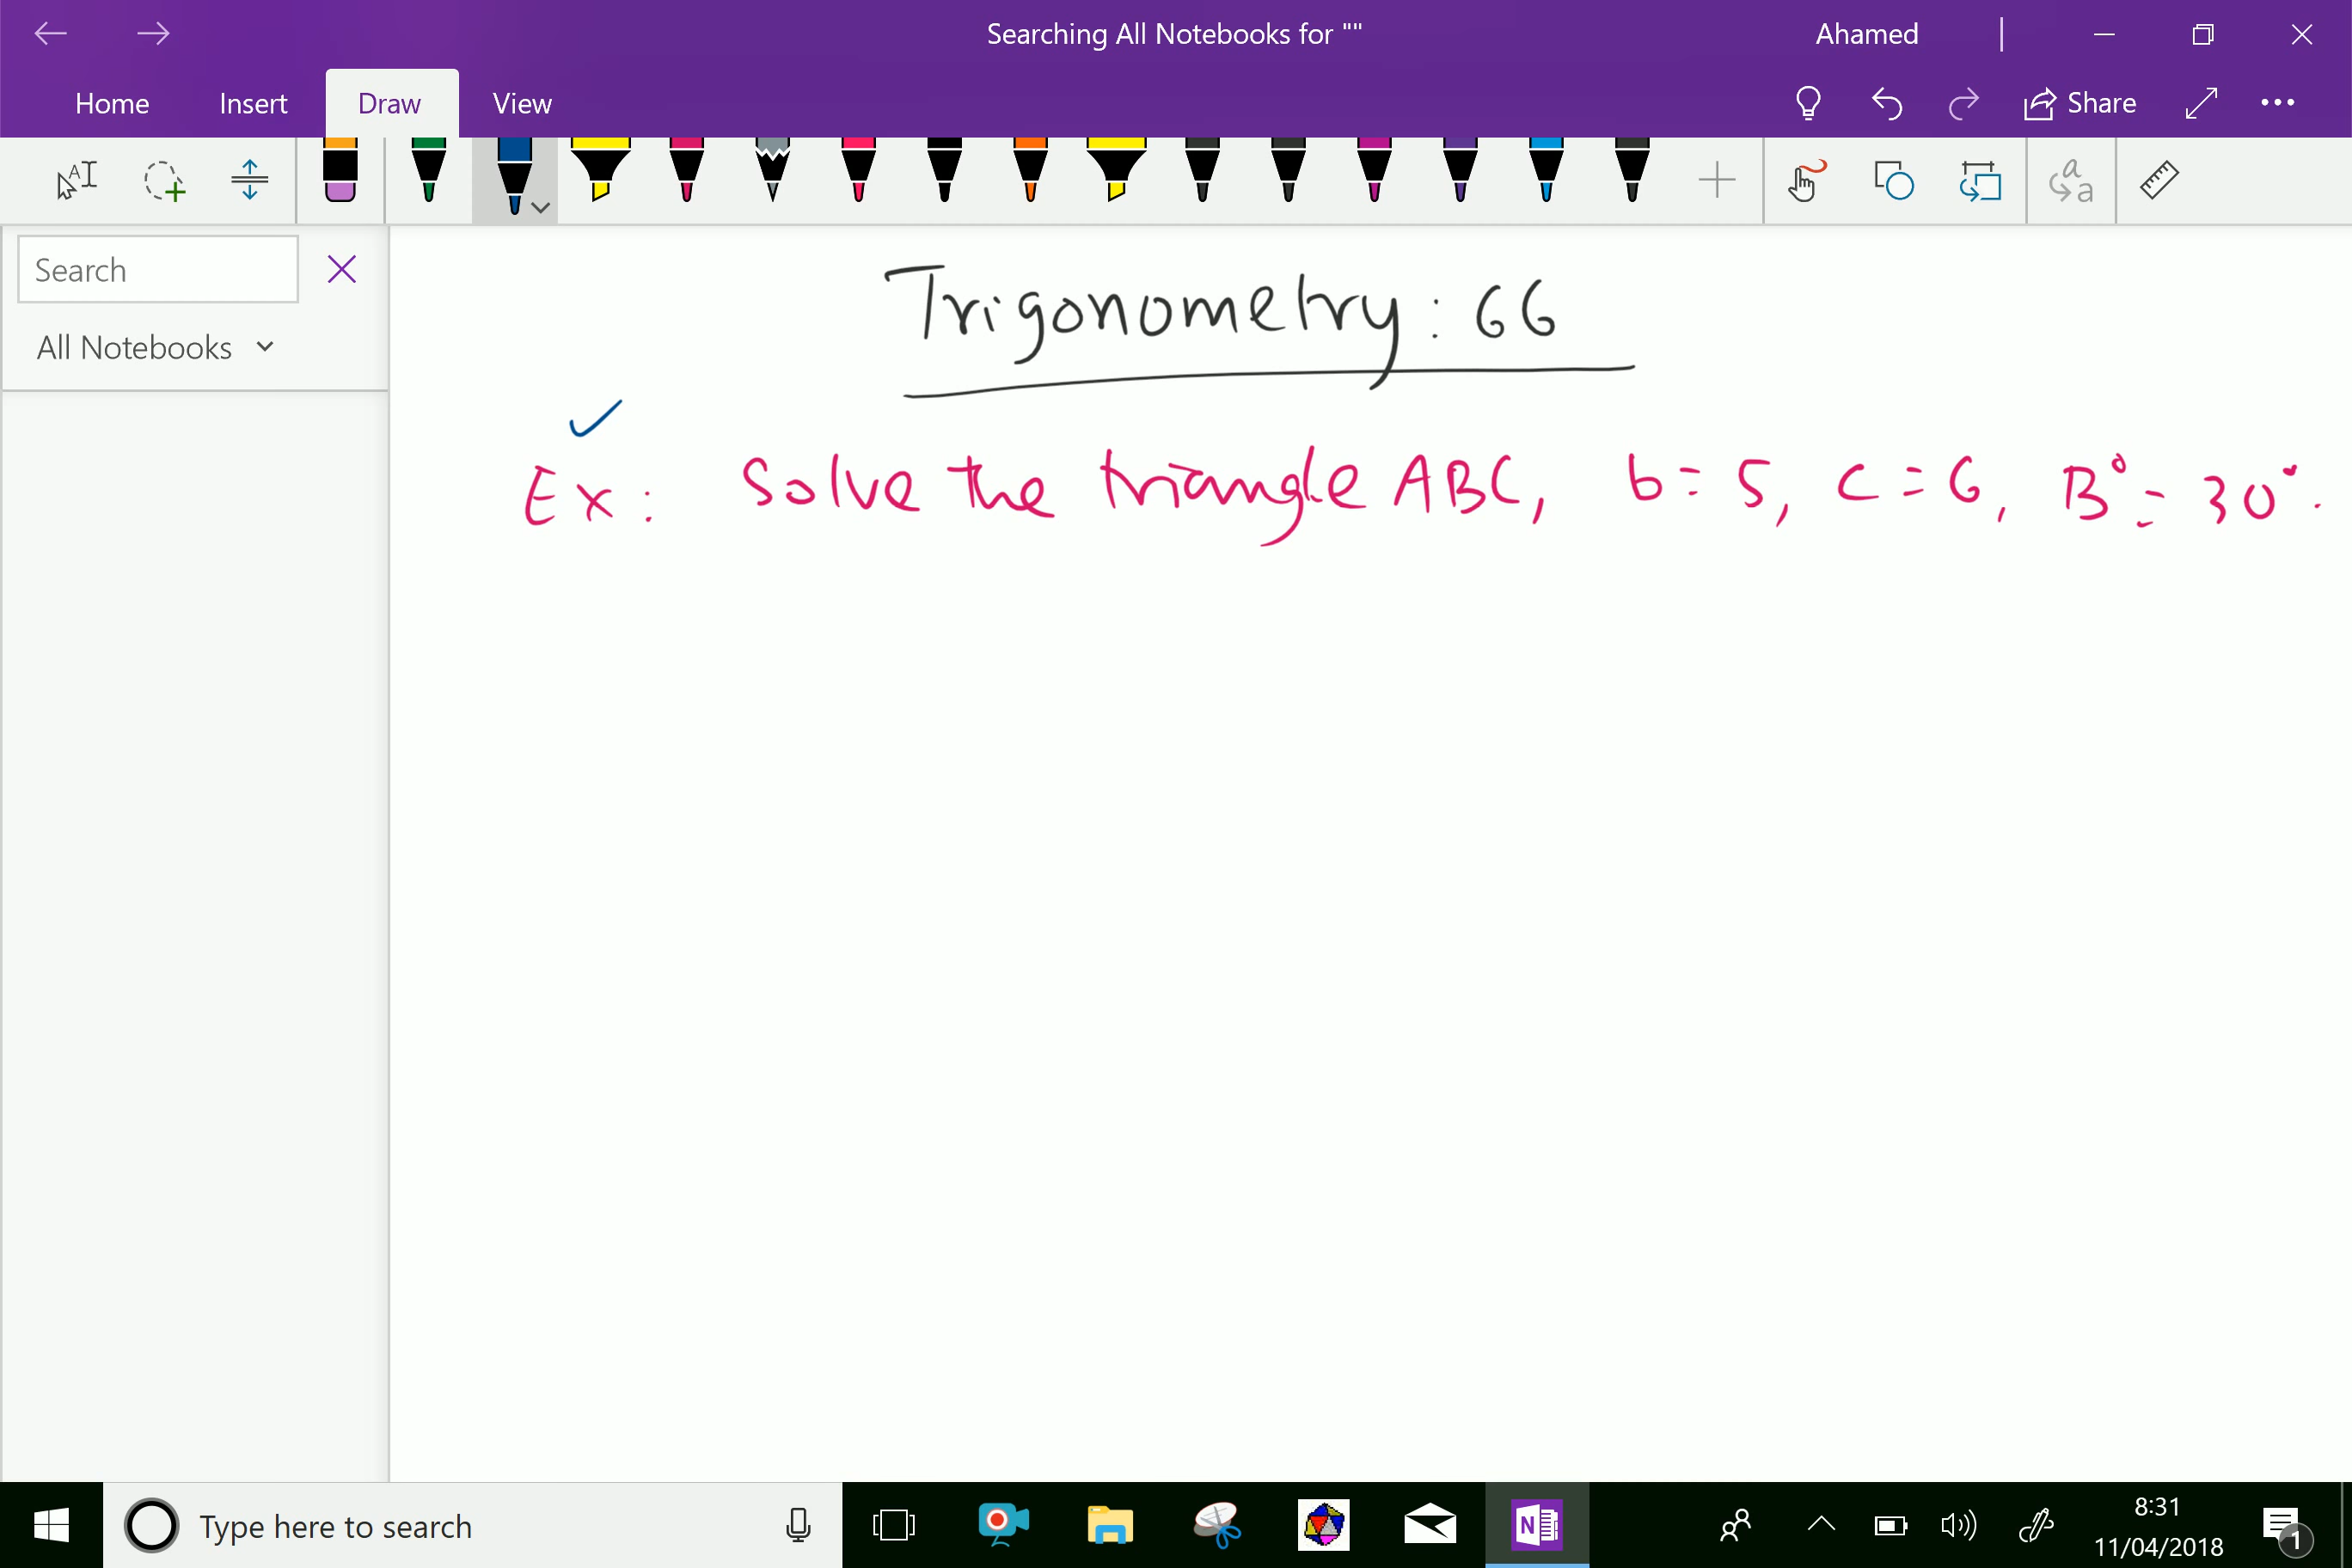 Searching All Notebooks for ""
Ahamed
Home Insert Draw View
Share
Search
All Notebooks
Trigonometry: 66
Ex: Solve the triangle ABC, b = 5, c = 6, B° = 30°.
Type here to search
8:31
11/04/2018
1